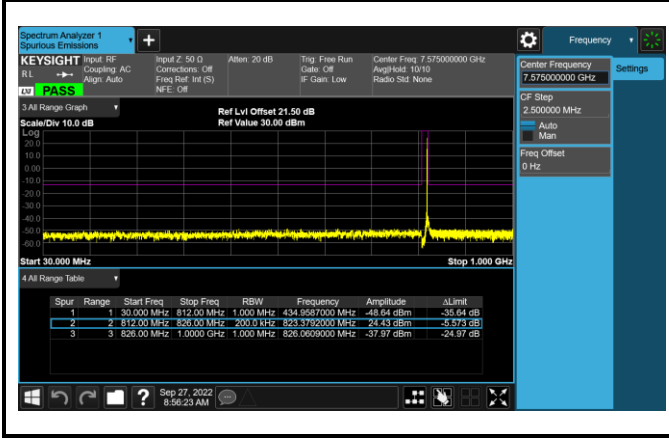 Spectrum Analyzer 1
Spurious Emissions
Frequency
KEYSIGHT
RL
PASS
Input: RF
Coupling: AC
Align: Auto
Input Z: 50 Ω
Corrections: Off
Freq Ref: Int (S)
NFE: Off
Atten: 20 dB
Trig: Free Run
Gate: Off
IF Gain: Low
Center Freq: 7.575000000 GHz
Avg|Hold: 10/10
Radio Std: None
Center Frequency
7.575000000 GHz
Settings
CF Step
2.500000 MHz
Auto
Man
Freq Offset
0 Hz
3 All Range Graph
Scale/Div 10.0 dB
Ref Lvl Offset 21.50 dB
Ref Value 30.00 dBm
Log
20.0
10.0
0.00
-10.0
-20.0
-30.0
-40.0
-50.0
-60.0
Start 30.000 MHz
Stop 1.000 GHz
4 All Range Table
Spur Range Start Freq Stop Freq RBW Frequency Amplitude ΔLimit
1 1 30.000 MHz 812.00 MHz 1.000 MHz 434.9587000 MHz -48.64 dBm -35.64 dB
2 2 812.00 MHz 826.00 MHz 200.0 kHz 823.3792000 MHz 24.43 dBm -5.573 dB
3 3 826.00 MHz 1.0000 GHz 1.000 MHz 826.0609000 MHz -37.97 dBm -24.97 dB
Sep 27, 2022
8:56:23 AM